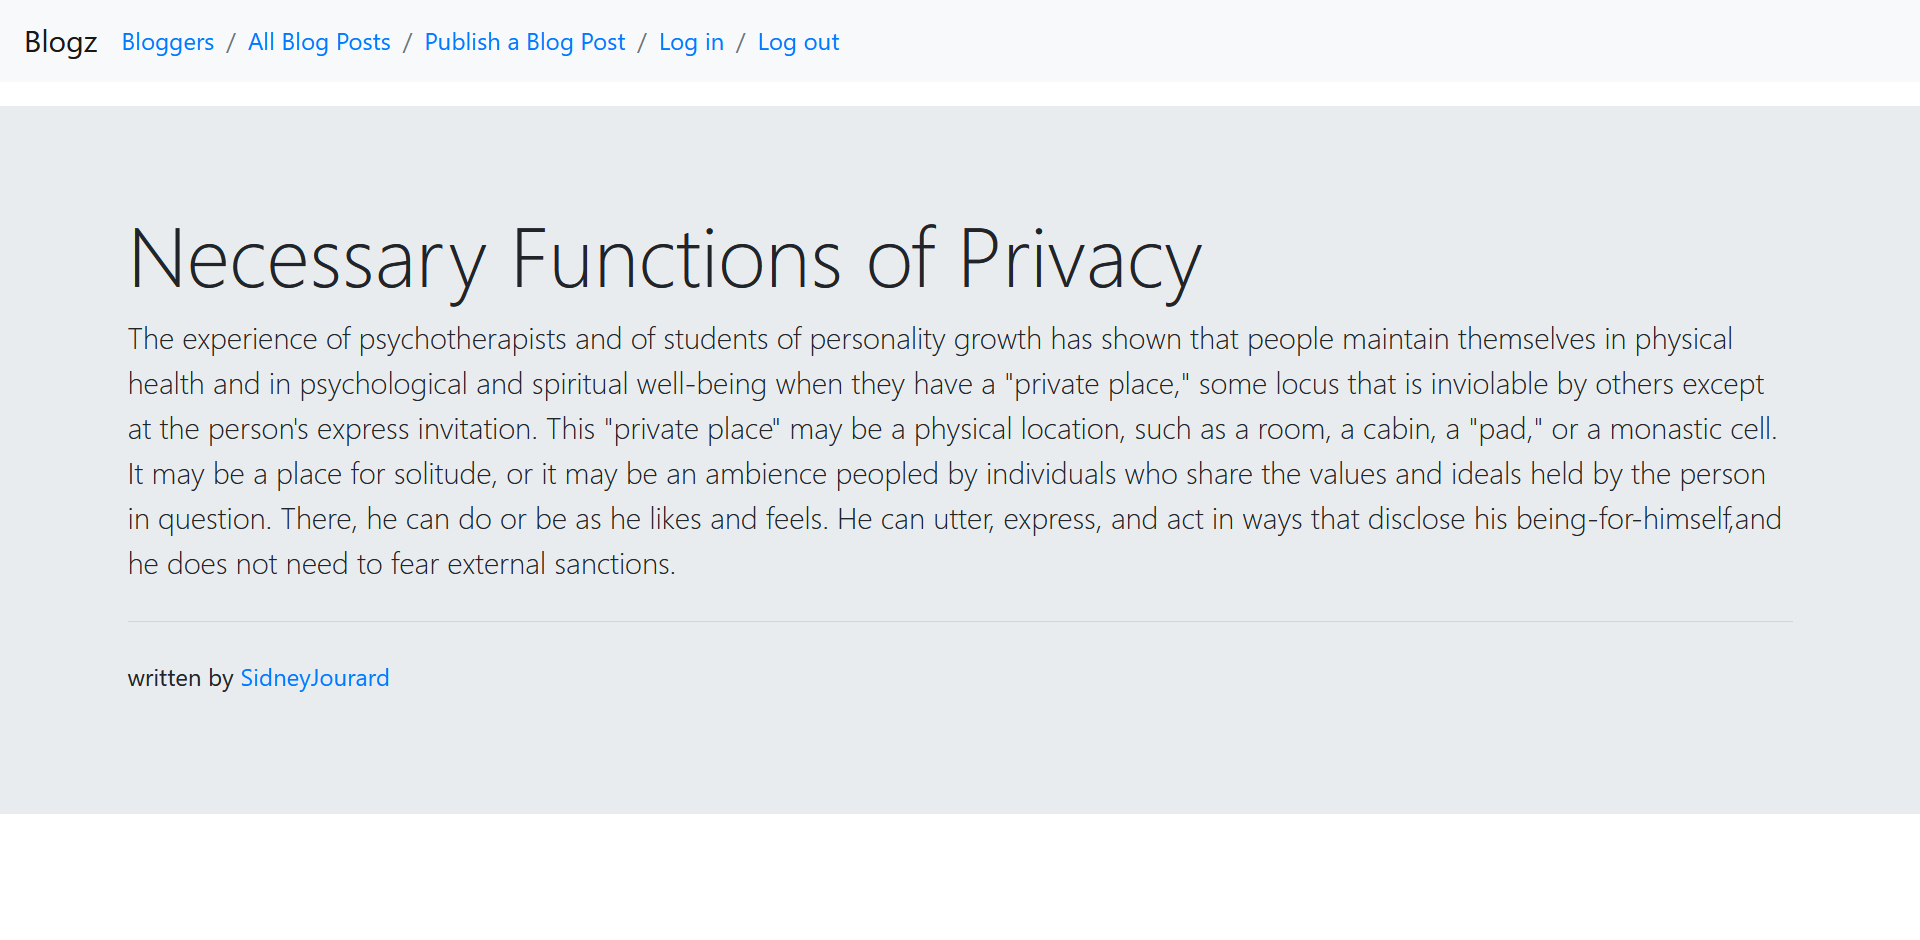 Blogz Bloggers / All Blog Posts / Publish a Blog Post / Log in / Log out
Necessary Functions of Privacy
The experience of psychotherapists and of students of personality growth has shown that people maintain themselves in physical
health and in psychological and spiritual well-being when they have a "private place," some locus that is inviolable by others except
at the person's express invitation. This "private place" may be a physical location, such as a room, a cabin, a "pad," or a monastic cell.
It may be a place for solitude, or it may be an ambience peopled by individuals who share the values and ideals held by the person
in question. There, he can do or be as he likes and feels. He can utter, express, and act in ways that disclose his being-for-himself,and
he does not need to fear external sanctions.
written by SidneyJourard